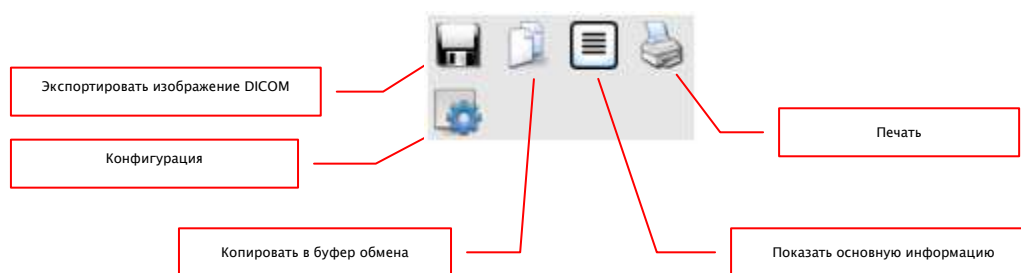 Экспортировать изображение DICOM
Печать
Конфигурация
Копировать в буфер обмена
Показать основную информацию